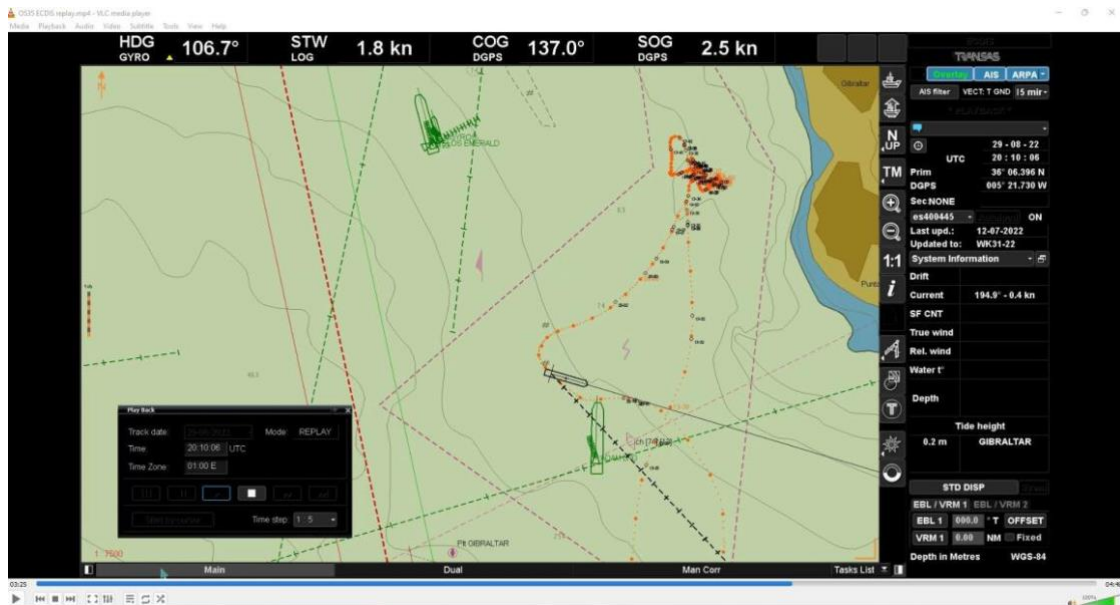 OS35 ECDIS replay.mp4 - VLC media player
Media Playback Audio Video Subtitle Tools View Help
HDG 106.7°
GYRO
STW 1.8 kn
LOG
COG 137.0°
DGPS
SOG 2.5 kn
DGPS
TRANSAS
Overlay AIS ARPA
AIS filter VECT: T GND 15 min
29 - 08 - 22
UTC 20 : 10 : 06
Prim 36° 06.396 N
DGPS 005° 21.730 W
Sec NONE
es400445 ON
Last upd.: 12-07-2022
Updated to: WK31-22
System Information
Drift
Current 194.9° - 0.4 kn
SF CNT
True wind
Rel. wind
Water t°
Depth
Tide height
0.2 m GIBRALTAR
STD DISP
EBL / VRM 1 EBL / VRM 2
EBL 1 000.0 ° T OFFSET
VRM 1 0.00 NM Fixed
Depth in Metres WGS-84
N
UP
TM
1:1
i
T
Gibraltar
Plt GIBRALTAR
1: 7500
Play Back
Track date:
Mode: REPLAY
Time: 20:10:06 UTC
Time Zone: 01:00 E
Time step: 1 : 5
Main
Dual
Man Corr
Tasks List
03:25
100%